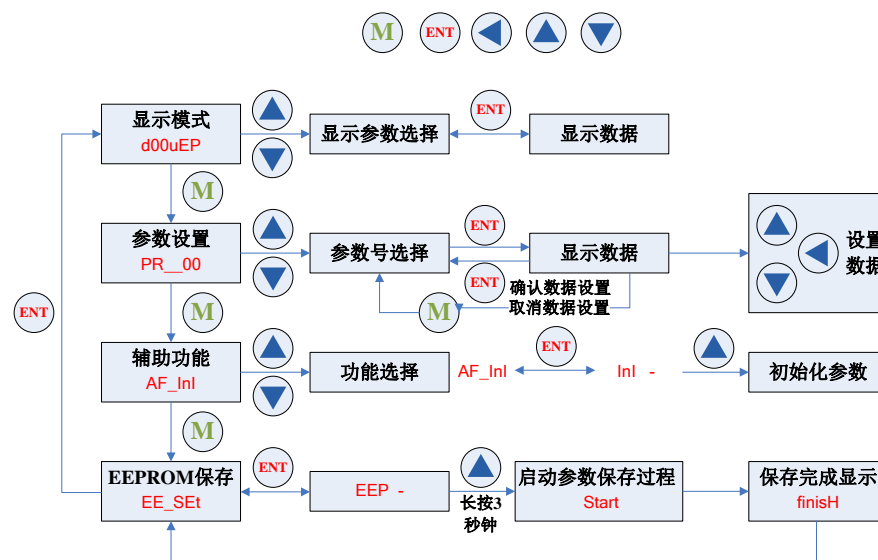 M ENT
显示模式
d00uEP
显示参数选择
ENT
显示数据
M
参数设置
PR__00
参数号选择
ENT
显示数据
设置
数据
ENT
确认数据设置
取消数据设置
M
ENT
M
辅助功能
AF_InI
功能选择
AF_InI
ENT
InI -
初始化参数
M
EEPROM保存
EE_SEt
ENT
EEP -
长按3
秒钟
启动参数保存过程
Start
保存完成显示
finisH